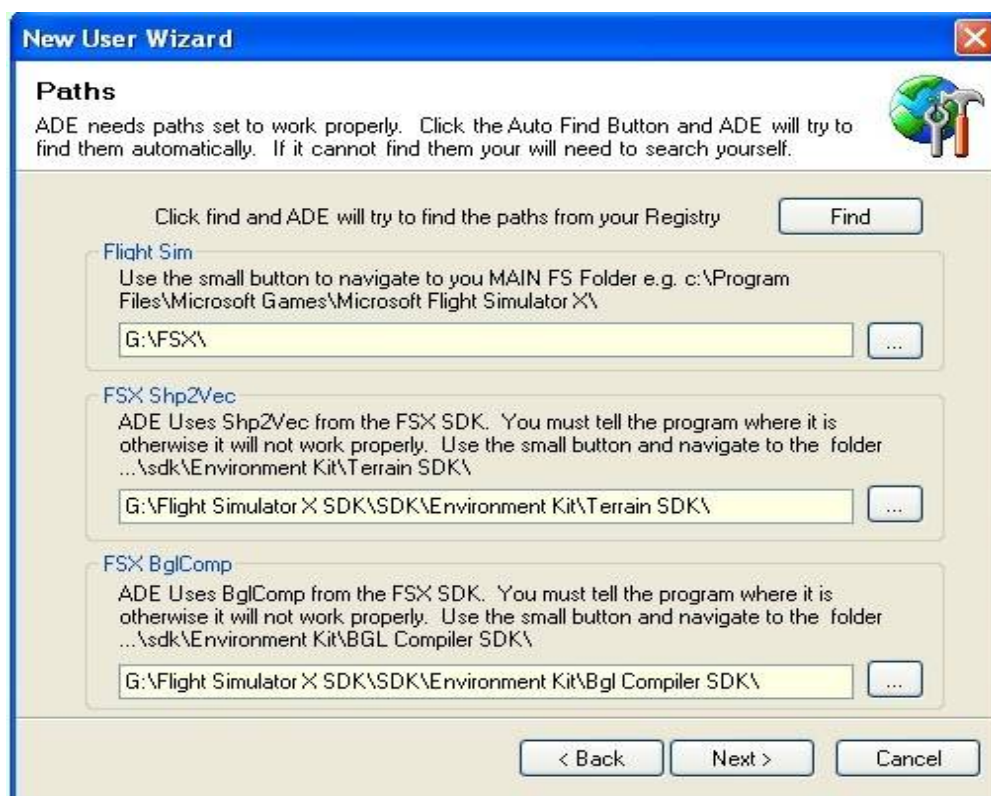 New User Wizard
Paths
ADE needs paths set to work properly. Click the Auto Find Button and ADE will try to
find them automatically. If it cannot find them your will need to search yourself.
Click find and ADE will try to find the paths from your Registry
Find
Flight Sim
Use the small button to navigate to you MAIN FS Folder e.g. c:\Program
Files\Microsoft Games\Microsoft Flight Simulator X\
G:\FSX\
...
FSX Shp2Vec
ADE Uses Shp2Vec from the FSX SDK. You must tell the program where it is
otherwise it will not work properly. Use the small button and navigate to the folder
...\sdk\Environment Kit\Terrain SDK\
G:\Flight Simulator X SDK\SDK\Environment Kit\Terrain SDK\
...
FSX BglComp
ADE Uses BglComp from the FSX SDK. You must tell the program where it is
otherwise it will not work properly. Use the small button and navigate to the folder
...\sdk\Environment Kit\BGL Compiler SDK\
G:\Flight Simulator X SDK\SDK\Environment Kit\Bgl Compiler SDK\
...
< Back
Next >
Cancel